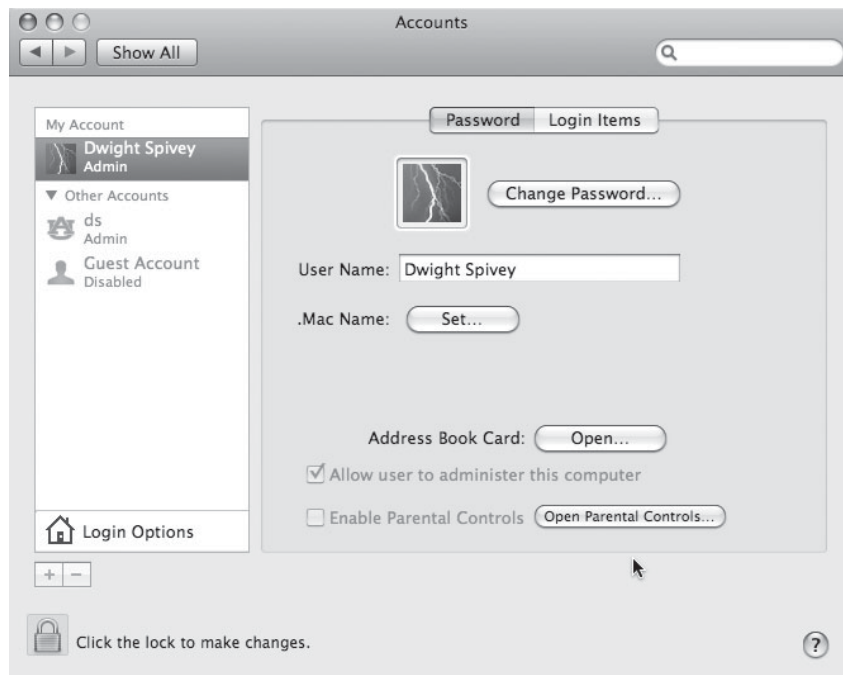 Accounts
Show All
My Account
Dwight Spivey
Admin
Other Accounts
ds
Admin
Guest Account
Disabled
Login Options
+ −
Password Login Items
Change Password...
User Name: Dwight Spivey
.Mac Name: Set...
Address Book Card: Open...
Allow user to administer this computer
Enable Parental Controls Open Parental Controls...
Click the lock to make changes.
?